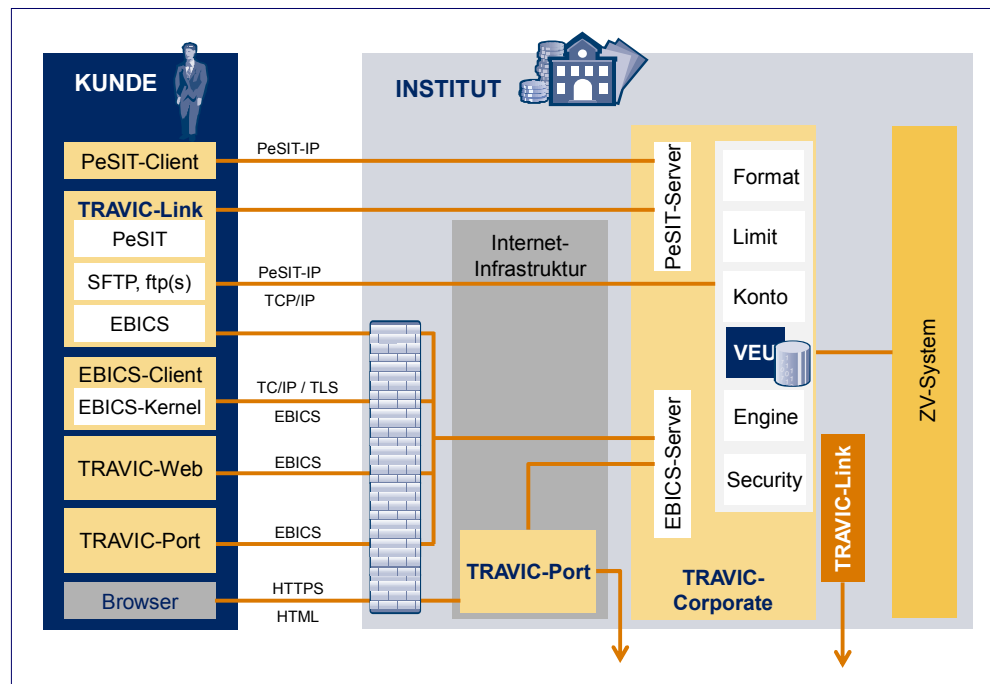 KUNDE
INSTITUT
PeSIT-Client
PeSIT-IP
TRAVIC-Link
PeSIT
SFTP, ftp(s)
EBICS
PeSIT-IP
TCP/IP
EBICS-Client
EBICS-Kernel
TC/IP / TLS
EBICS
TRAVIC-Web
EBICS
TRAVIC-Port
EBICS
Browser
HTTPS
HTML
Internet-
Infrastruktur
TRAVIC-Port
PeSIT-Server
EBICS-Server
Format
Limit
Konto
VEU
Engine
Security
TRAVIC-
Corporate
TRAVIC-Link
ZV-System